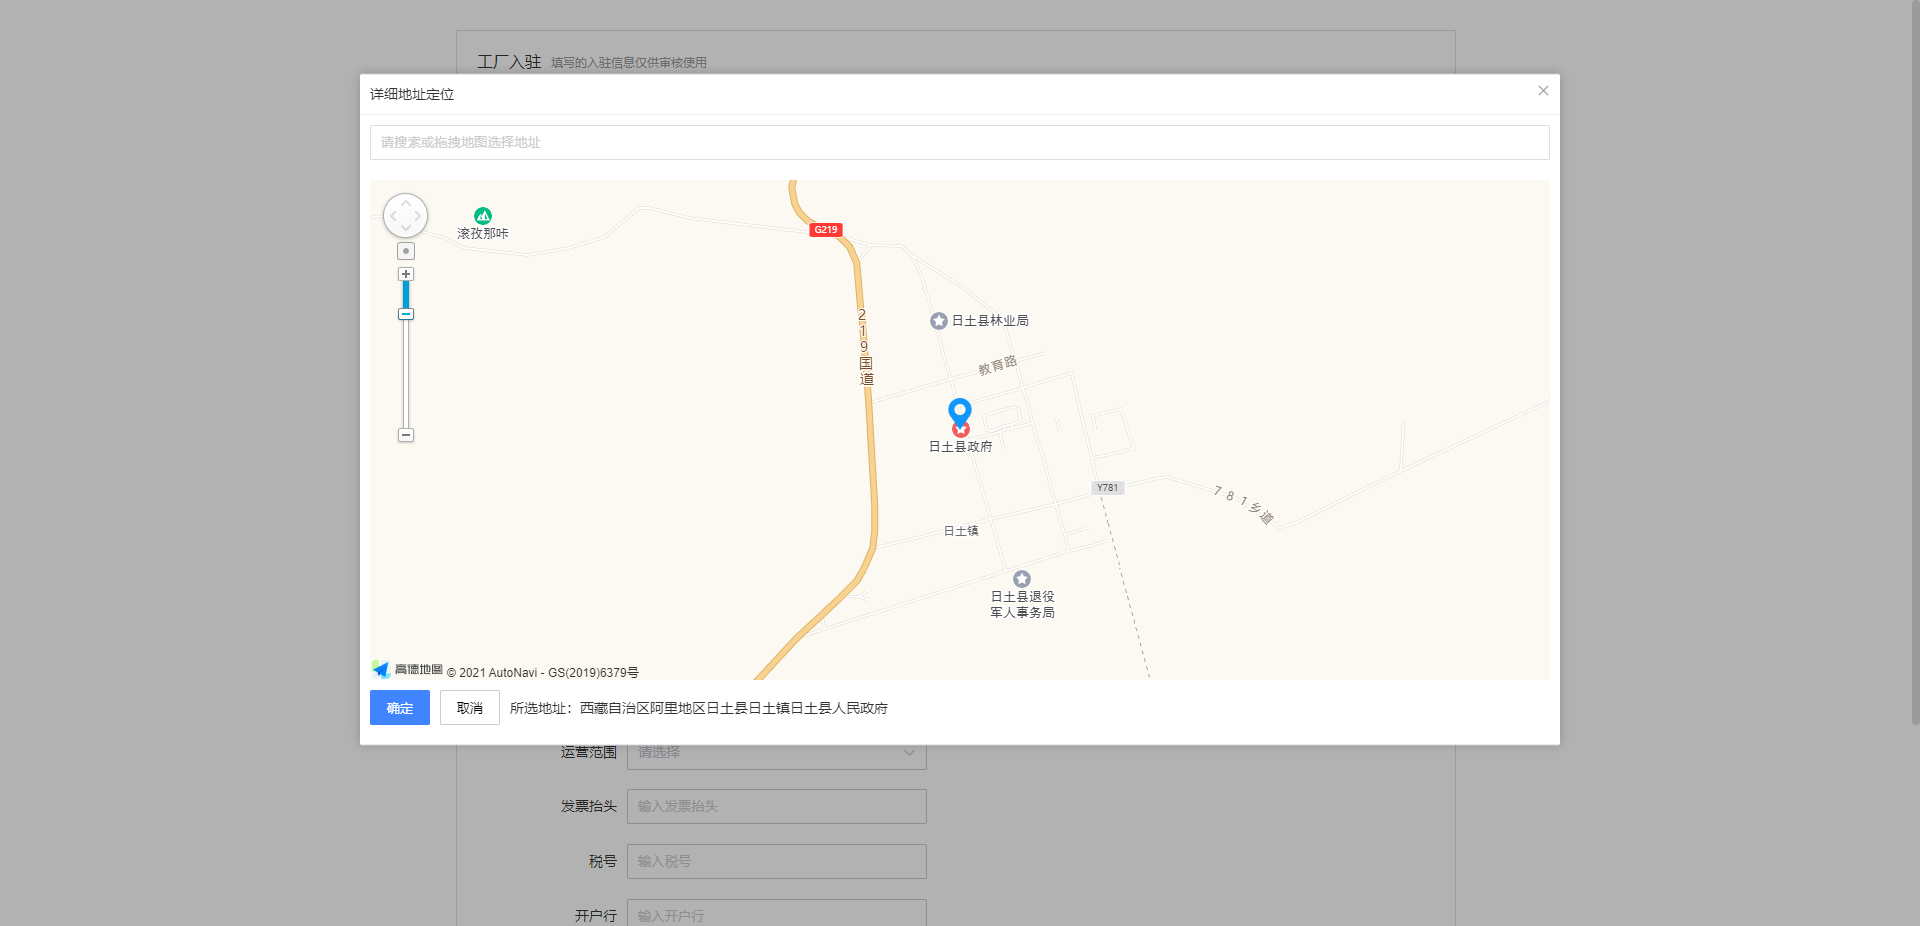 工厂入驻 填写的入驻信息仅供审核使用
详细地址定位
请搜索或拖拽地图选择地址
滚孜那咔
G219
219国道
日土县林业局
教育路
日土县政府
Y781
781乡道
日土镇
日土县退役
军人事务局
高德地图 © 2021 AutoNavi - GS(2019)6379号
确定 取消 所选地址：西藏自治区阿里地区日土县日土镇日土县人民政府
运营范围 请选择
发票抬头 输入发票抬头
税号 输入税号
开户行 输入开户行